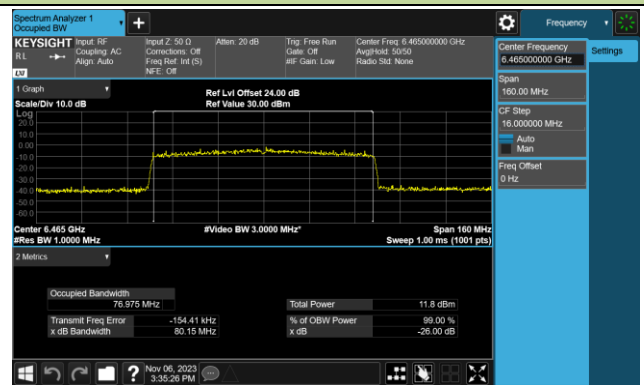 Spectrum Analyzer 1
Occupied BW
Frequency
KEYSIGHT
Input: RF
Input Z: 50 Ω
Atten: 20 dB
Trig: Free Run
Center Freq: 6.465000000 GHz
RL
Coupling: AC
Corrections: Off
Gate: Off
Avg|Hold: 50/50
Align: Auto
Freq Ref: Int (S)
#IF Gain: Low
Radio Std: None
LXI
NFE: Off
Center Frequency
6.465000000 GHz
Settings
Span
160.00 MHz
CF Step
16.000000 MHz
Auto
Man
Freq Offset
0 Hz
1 Graph
Ref Lvl Offset 24.00 dB
Scale/Div 10.0 dB
Ref Value 30.00 dBm
Log
20.0
10.0
0.00
-10.0
-20.0
-30.0
-40.0
-50.0
-60.0
Center 6.465 GHz
#Video BW 3.0000 MHz*
Span 160 MHz
#Res BW 1.0000 MHz
Sweep 1.00 ms (1001 pts)
2 Metrics
Occupied Bandwidth
76.975 MHz
Total Power
11.8 dBm
Transmit Freq Error
-154.41 kHz
% of OBW Power
99.00 %
x dB Bandwidth
80.15 MHz
x dB
-26.00 dB
?
Nov 06, 2023
3:35:26 PM